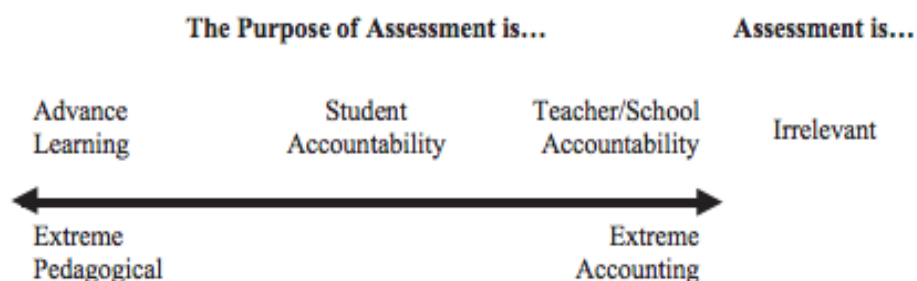 The Purpose of Assessment is... Assessment is...
Advance Learning
Student Accountability
Teacher/School Accountability
Irrelevant
Extreme Pedagogical
Extreme Accounting